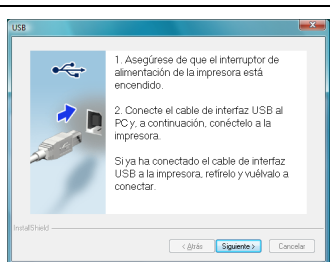 USB
1. Asegúrese de que el interruptor de
alimentación de la impresora está
encendido.
2. Conecte el cable de interfaz USB al
PC y, a continuación, conéctelo a la
impresora.
Si ya ha conectado el cable de interfaz
USB a la impresora, retírelo y vuélvalo a
conectar.
InstallShield
< Atrás Siguiente > Cancelar